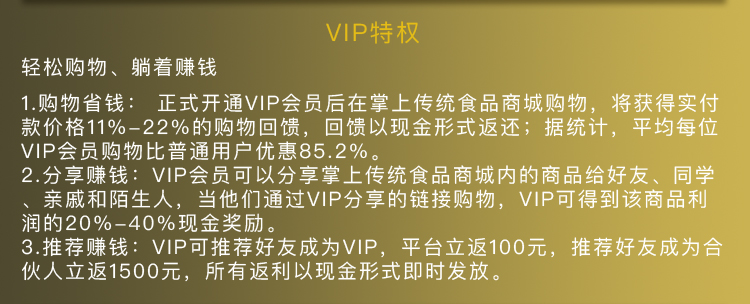 VIP特权
轻松购物、躺着赚钱
1.购物省钱： 正式开通VIP会员后在掌上传统食品商城购物，将获得实付
款价格11%-22%的购物回馈，回馈以现金形式返还；据统计，平均每位
VIP会员购物比普通用户优惠85.2%。
2.分享赚钱：VIP会员可以分享掌上传统食品商城内的商品给好友、同学
、亲戚和陌生人，当他们通过VIP分享的链接购物，VIP可得到该商品利
润的20%-40%现金奖励。
3.推荐赚钱：VIP可推荐好友成为VIP，平台立返100元，推荐好友成为合
伙人立返1500元，所有返利以现金形式即时发放。